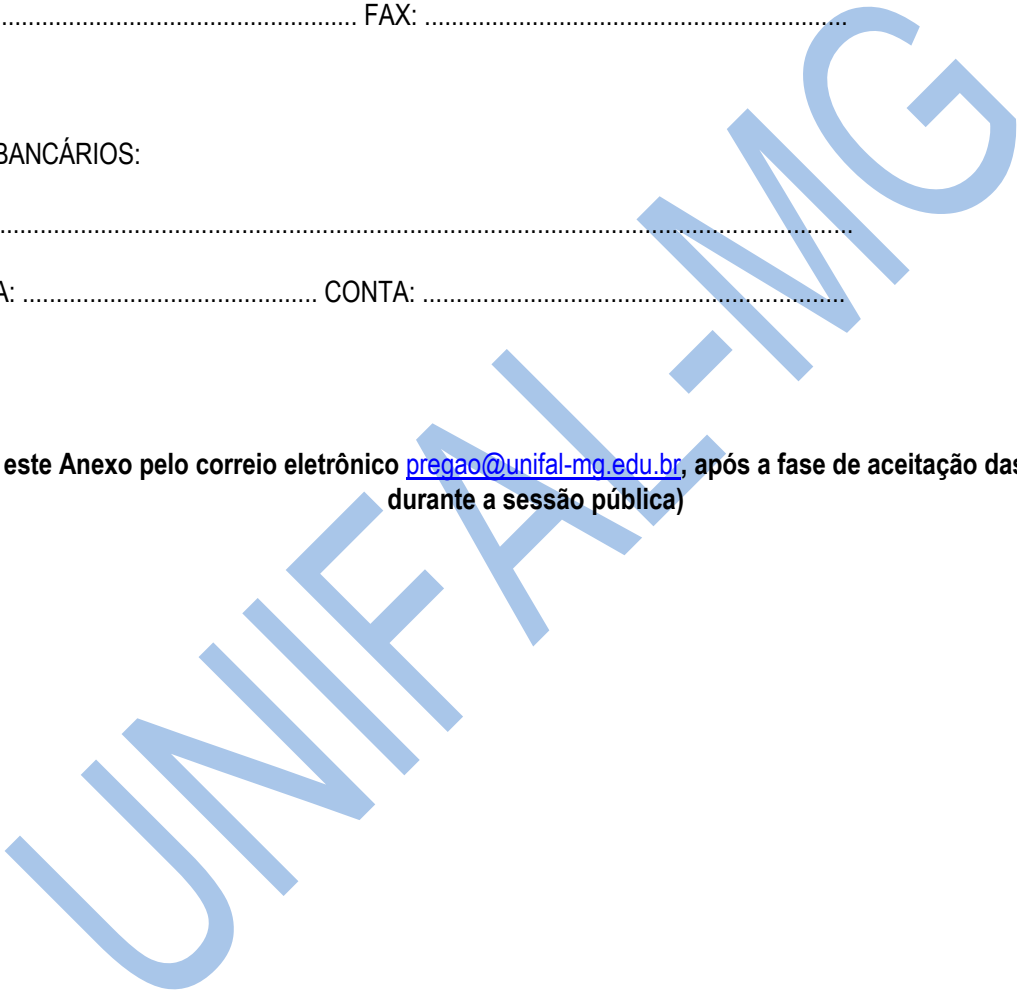 ........................................................ FAX: ................................................................
BANCÁRIOS:
.................................................................................................................................
A: ............................................ CONTA: ...............................................................
este Anexo pelo correio eletrônico pregao@unifal-mg.edu.br, após a fase de aceitação das
durante a sessão pública)
UNIFAL-MG